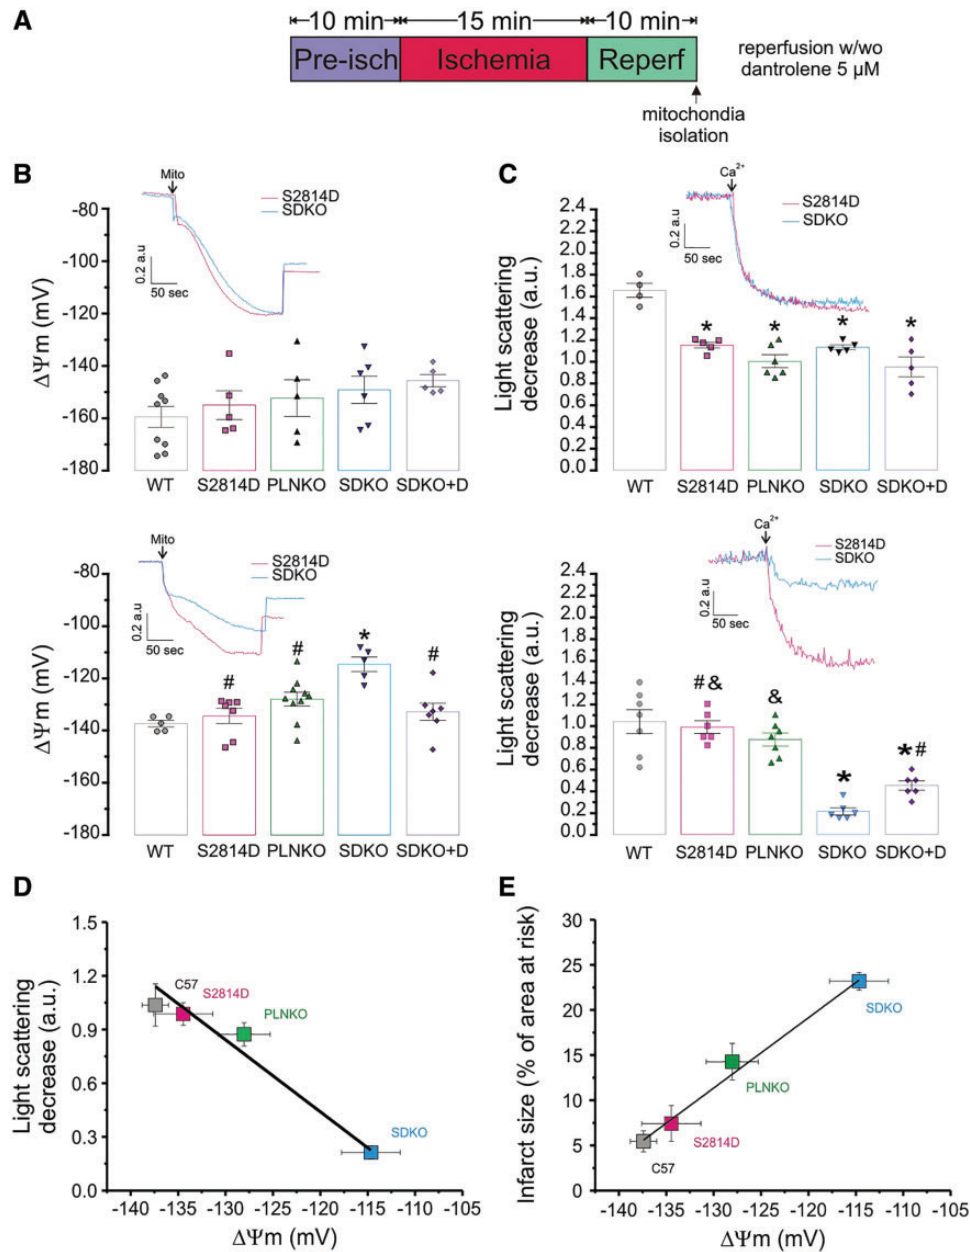 A
10 min
15 min
10 min
Pre-isch
Ischemia
Reperf
reperfusion w/wo
dantrolene 5 µM
mitochondia
isolation
B
Mito
S2814D
SDKO
0.2 a.u
50 sec
ΔΨm (mV)
-80
-100
-120
-140
-160
-180
WT
S2814D
PLNKO
SDKO
SDKO+D
C
Ca²⁺
S2814D
SDKO
0.2 a.u
50 sec
Light scattering
decrease (a.u.)
2.4
2.2
2.0
1.8
1.6
1.4
1.2
1.0
0.8
0.6
0.4
0.2
0.0
*
*
*
*
WT
S2814D
PLNKO
SDKO
SDKO+D
Mito
S2814D
SDKO
0.2 a.u
50 sec
ΔΨm (mV)
-80
-100
-120
-140
-160
-180
#
#
*
#
WT
S2814D
PLNKO
SDKO
SDKO+D
Ca²⁺
S2814D
SDKO
0.2 a.u
50 sec
Light scattering
decrease (a.u.)
2.4
2.2
2.0
1.8
1.6
1.4
1.2
1.0
0.8
0.6
0.4
0.2
0.0
#&
&
*
*#
WT
S2814D
PLNKO
SDKO
SDKO+D
D
Light scattering
decrease (a.u.)
1.5
1.2
0.9
0.6
0.3
0.0
C57
S2814D
PLNKO
SDKO
-140 -135 -130 -125 -120 -115 -110
ΔΨm (mV)
E
Infarct size (% of area at risk)
30
25
20
15
10
5
0
SDKO
PLNKO
S2814D
C57
-140 -135 -130 -125 -120 -115 -110
ΔΨm (mV)